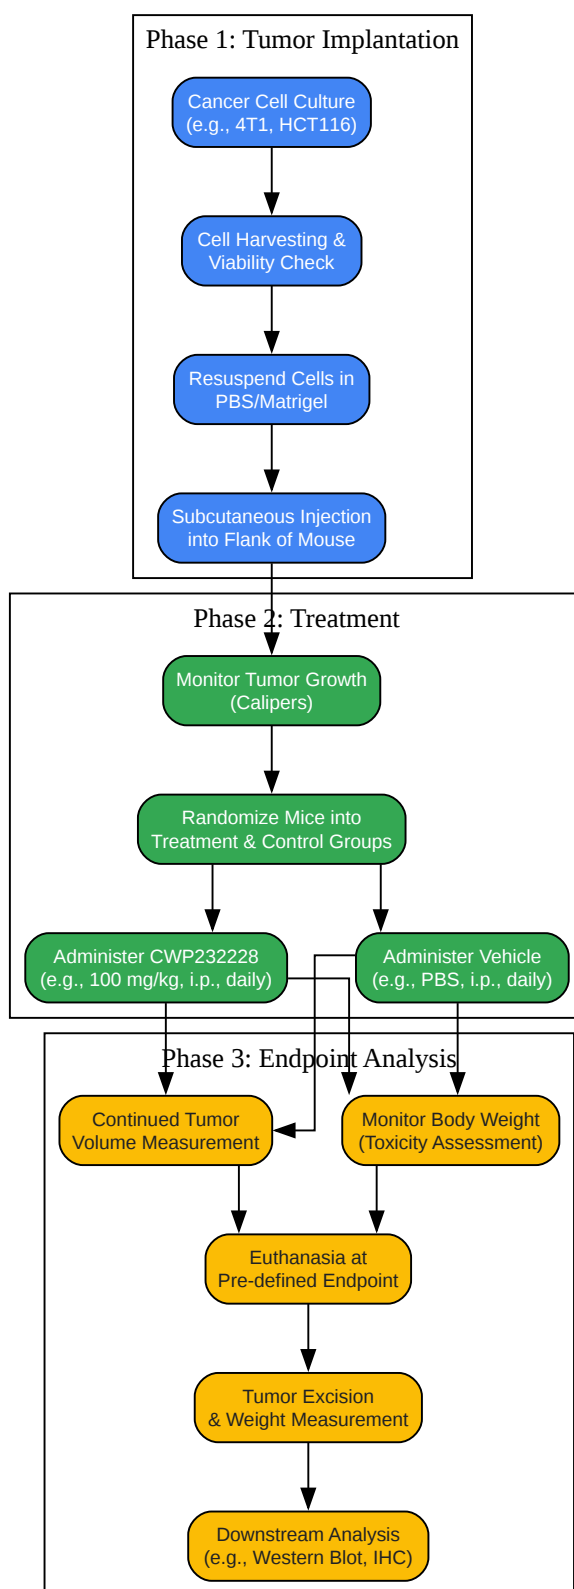 Phase 1: Tumor Implantation
Cancer Cell Culture
(e.g., 4T1, HCT116)
Cell Harvesting &
Viability Check
Resuspend Cells in
PBS/Matrigel
Subcutaneous Injection
into Flank of Mouse
Phase 2: Treatment
Monitor Tumor Growth
(Calipers)
Randomize Mice into
Treatment & Control Groups
Administer CWP232228
(e.g., 100 mg/kg, i.p., daily)
Administer Vehicle
(e.g., PBS, i.p., daily)
Phase 3: Endpoint Analysis
Continued Tumor
Volume Measurement
Monitor Body Weight
(Toxicity Assessment)
Euthanasia at
Pre-defined Endpoint
Tumor Excision
& Weight Measurement
Downstream Analysis
(e.g., Western Blot, IHC)